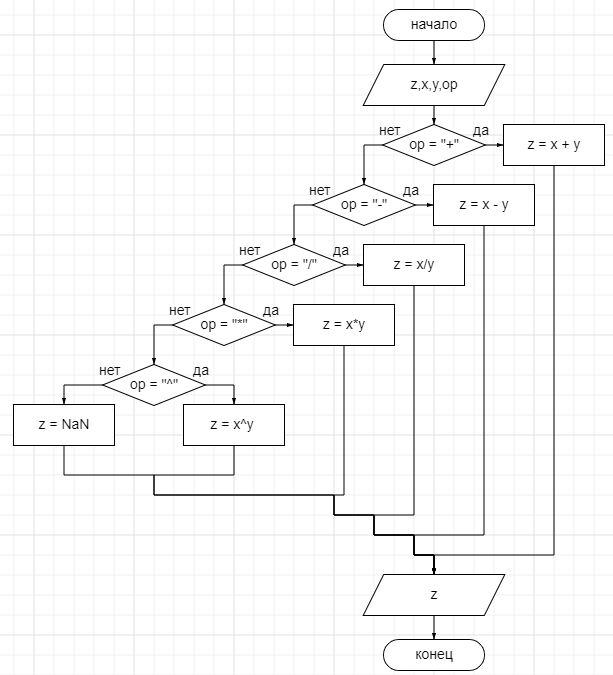 начало
z,x,y,op
нет
да
op = "+"
z = x + y
нет
да
op = "-"
z = x - y
нет
да
op = "/"
z = x/y
нет
да
op = "*"
z = x*y
нет
да
op = "^"
z = NaN
z = x^y
z
конец